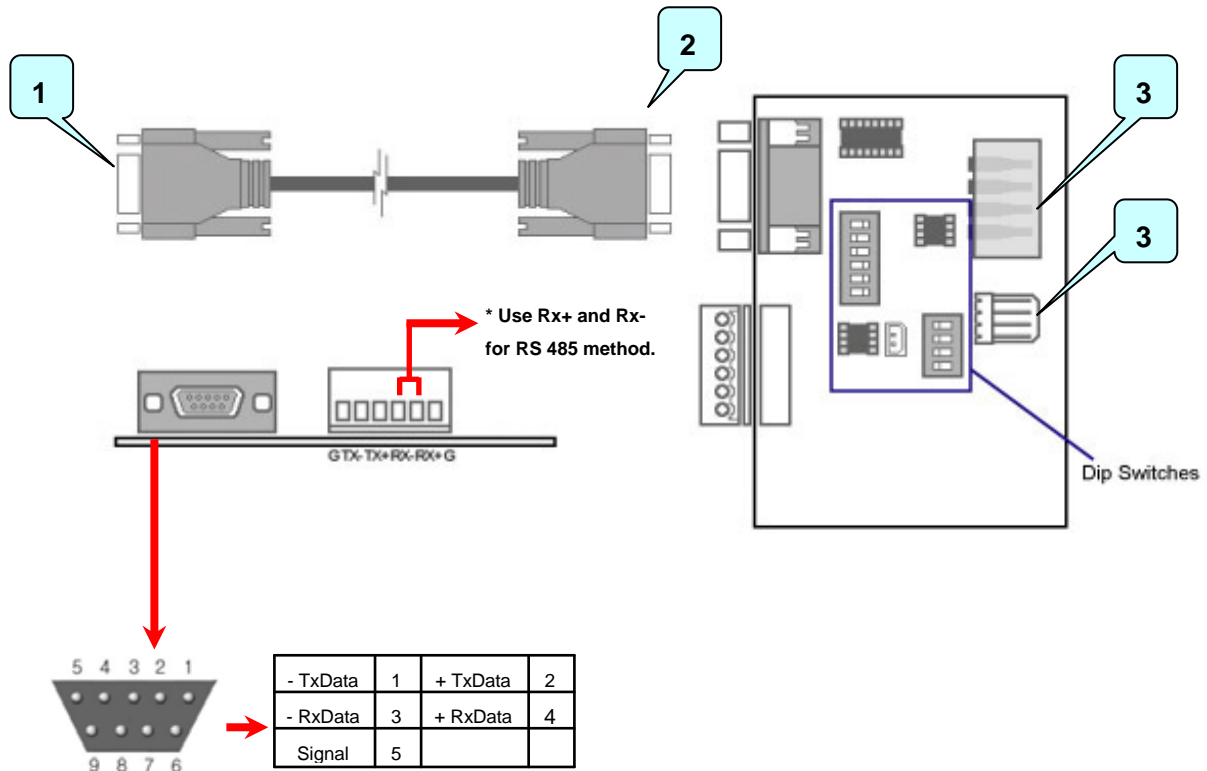 1
2
3
3
* Use Rx+ and Rx-
for RS 485 method.
G TX- TX+ RX- RX+ G
Dip Switches
5 4 3 2 1
9 8 7 6
- TxData 1 + TxData 2
- RxData 3 + RxData 4
Signal 5